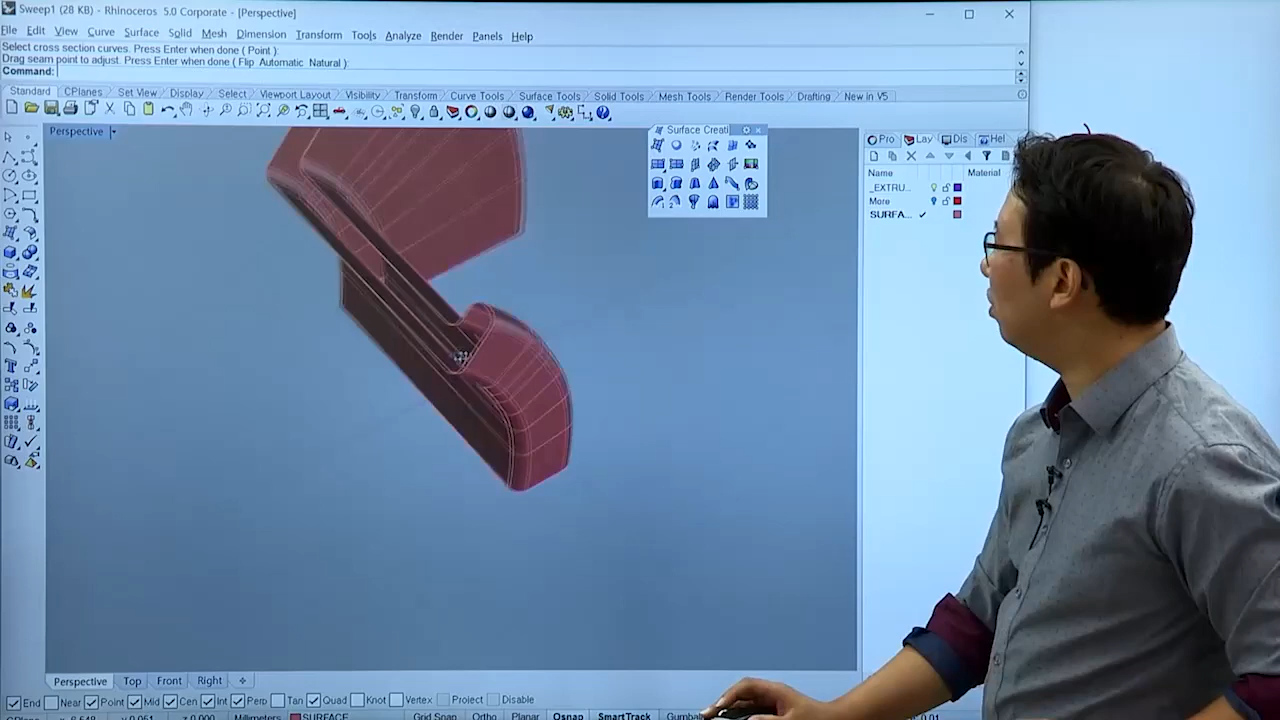 Sweep1 (28 KB) - Rhinoceros 5.0 Corporate - [Perspective]
File Edit View Curve Surface Solid Mesh Dimension Transform Tools Analyze Render Panels Help
Select cross section curves. Press Enter when done ( Point ):
Drag seam point to adjust. Press Enter when done ( Flip Automatic Natural ):
Command:
Standard CPlanes Set View Display Select Viewport Layout Visibility Transform Curve Tools Surface Tools Solid Tools Mesh Tools Render Tools Drafting New in V5
Perspective
Surface Creati
Pro Lay Dis Hel
Name Material
_EXTRU...
More
SURFA...
Perspective Top Front Right
End Near Point Mid Cen Int Perp Tan Quad Knot Vertex Project Disable
SURFACE Grid Snap Ortho Planar Osnap SmartTrack